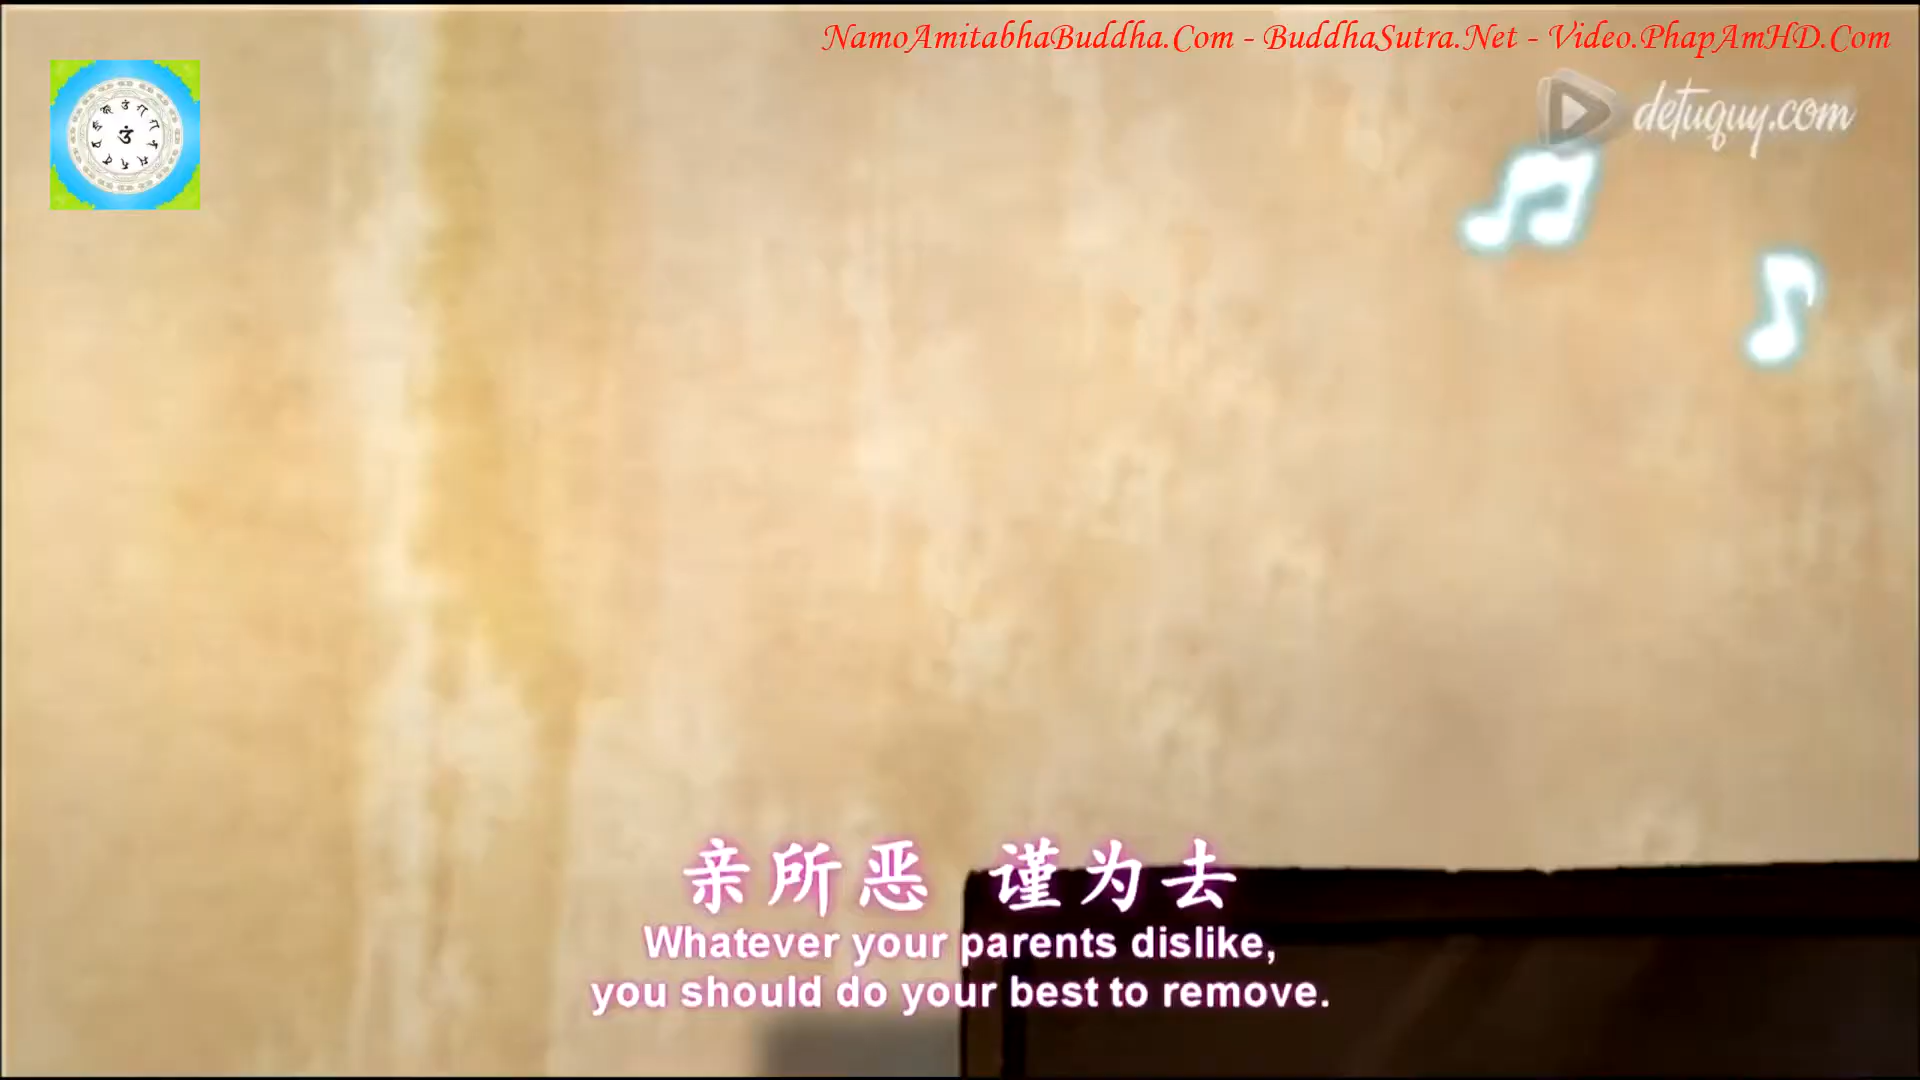 NamoAmitabhaBuddha.Com - BuddhaSutra.Net - Video.PhapAmHD.Com
detuquy.com
亲所恶 谨为去
Whatever your parents dislike,
you should do your best to remove.